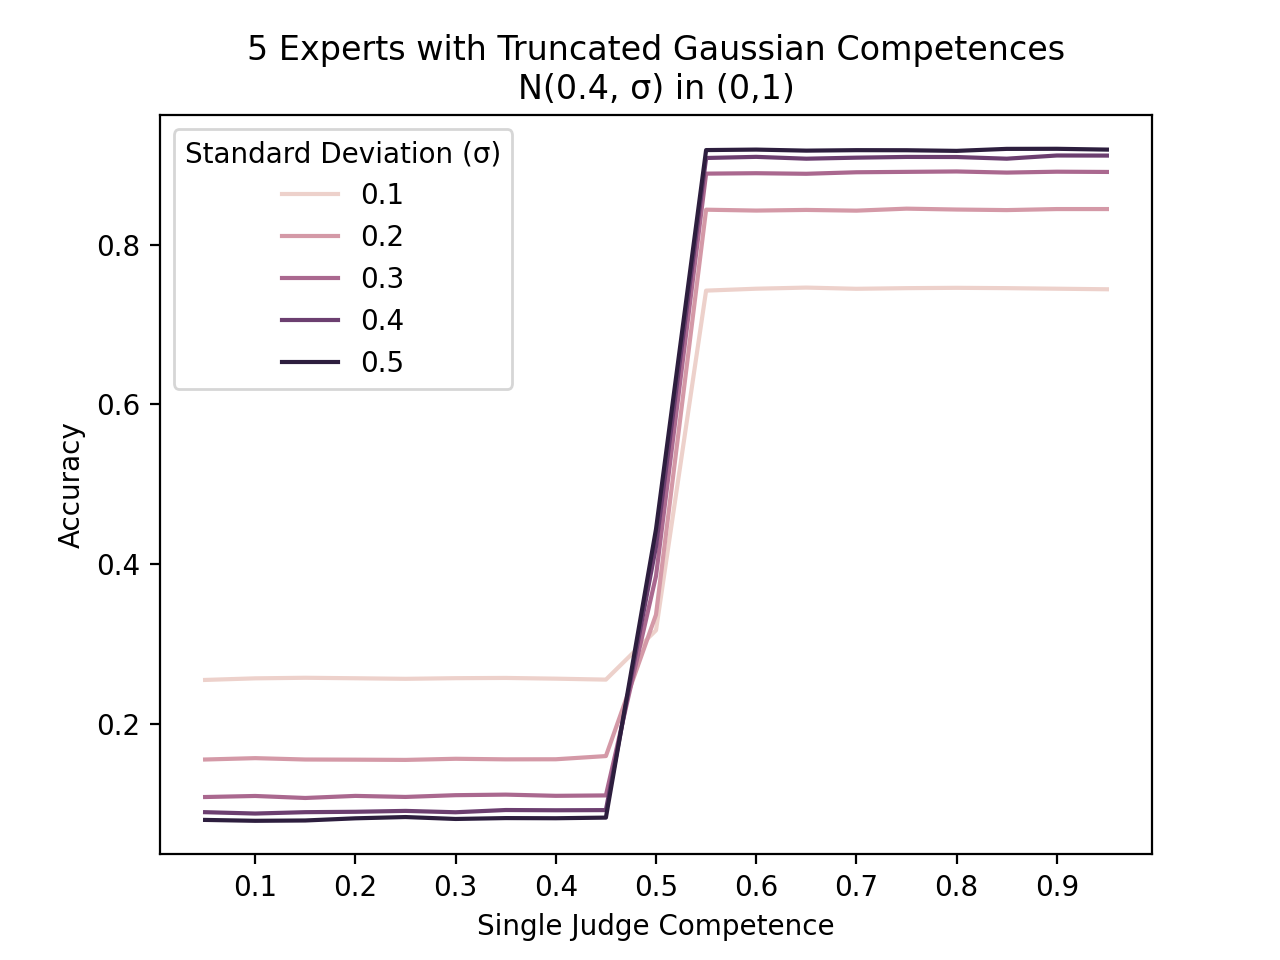 5 Experts with Truncated Gaussian Competences
N(0.4, σ) in (0,1)
Standard Deviation (σ)
0.1
0.2
0.3
0.4
0.5
Accuracy
0.8
0.6
0.4
0.2
0.1 0.2 0.3 0.4 0.5 0.6 0.7 0.8 0.9
Single Judge Competence